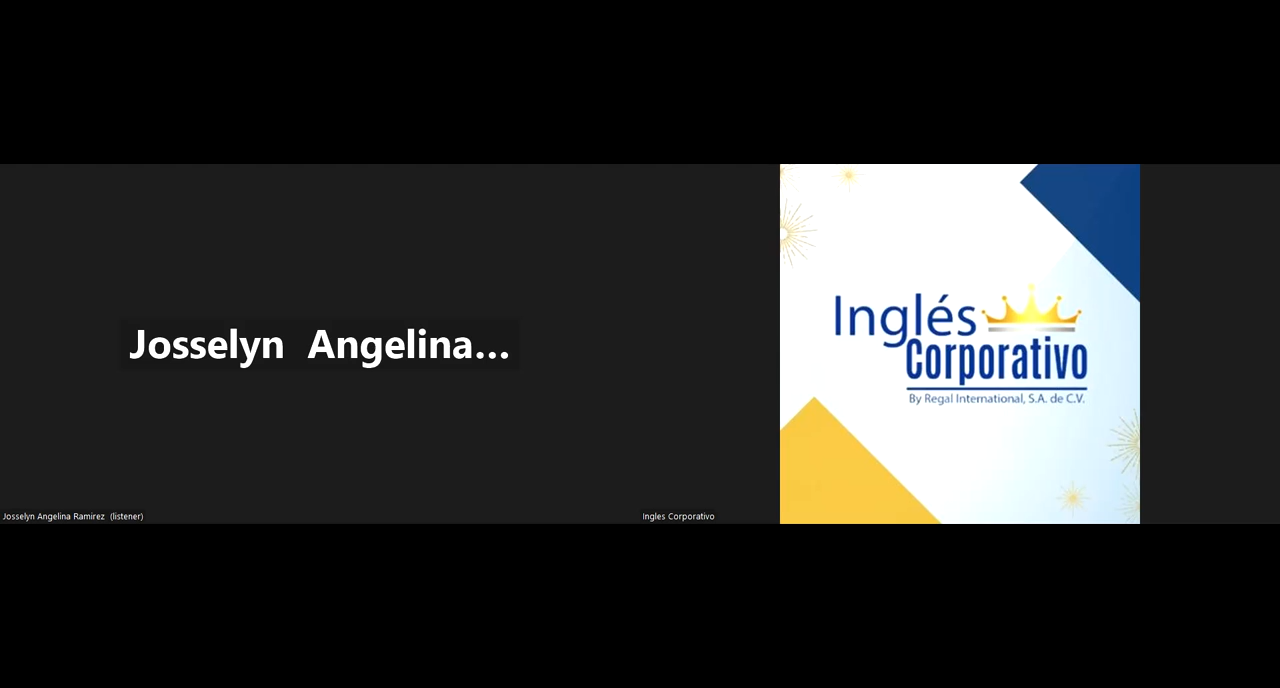 Josselyn Angelina...
Josselyn Angelina Ramirez (listener)
Inglés
Corporativo
By Regal International, S.A. de C.V.
Ingles Corporativo